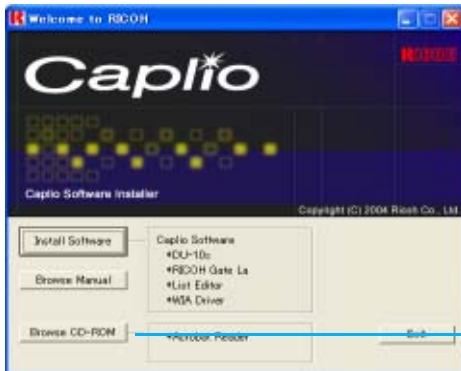 Welcome to RICOH
RICOH
Caplio
Caplio Software Installer
Copyright (C) 2004 Ricoh Co., Ltd.
Install Software
Browse Manual
Browse CD-ROM
Caplio Software
*DU-10x
*RICOH Gate La
*List Editor
*WIA Driver
*Acrobat Reader
Exit